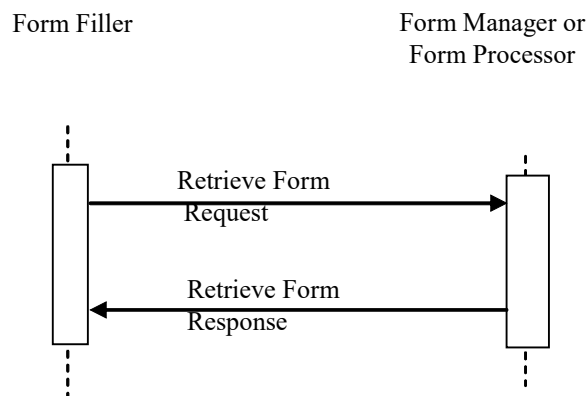 Form Filler
Form Manager or
Form Processor
Retrieve Form
Request
Retrieve Form
Response